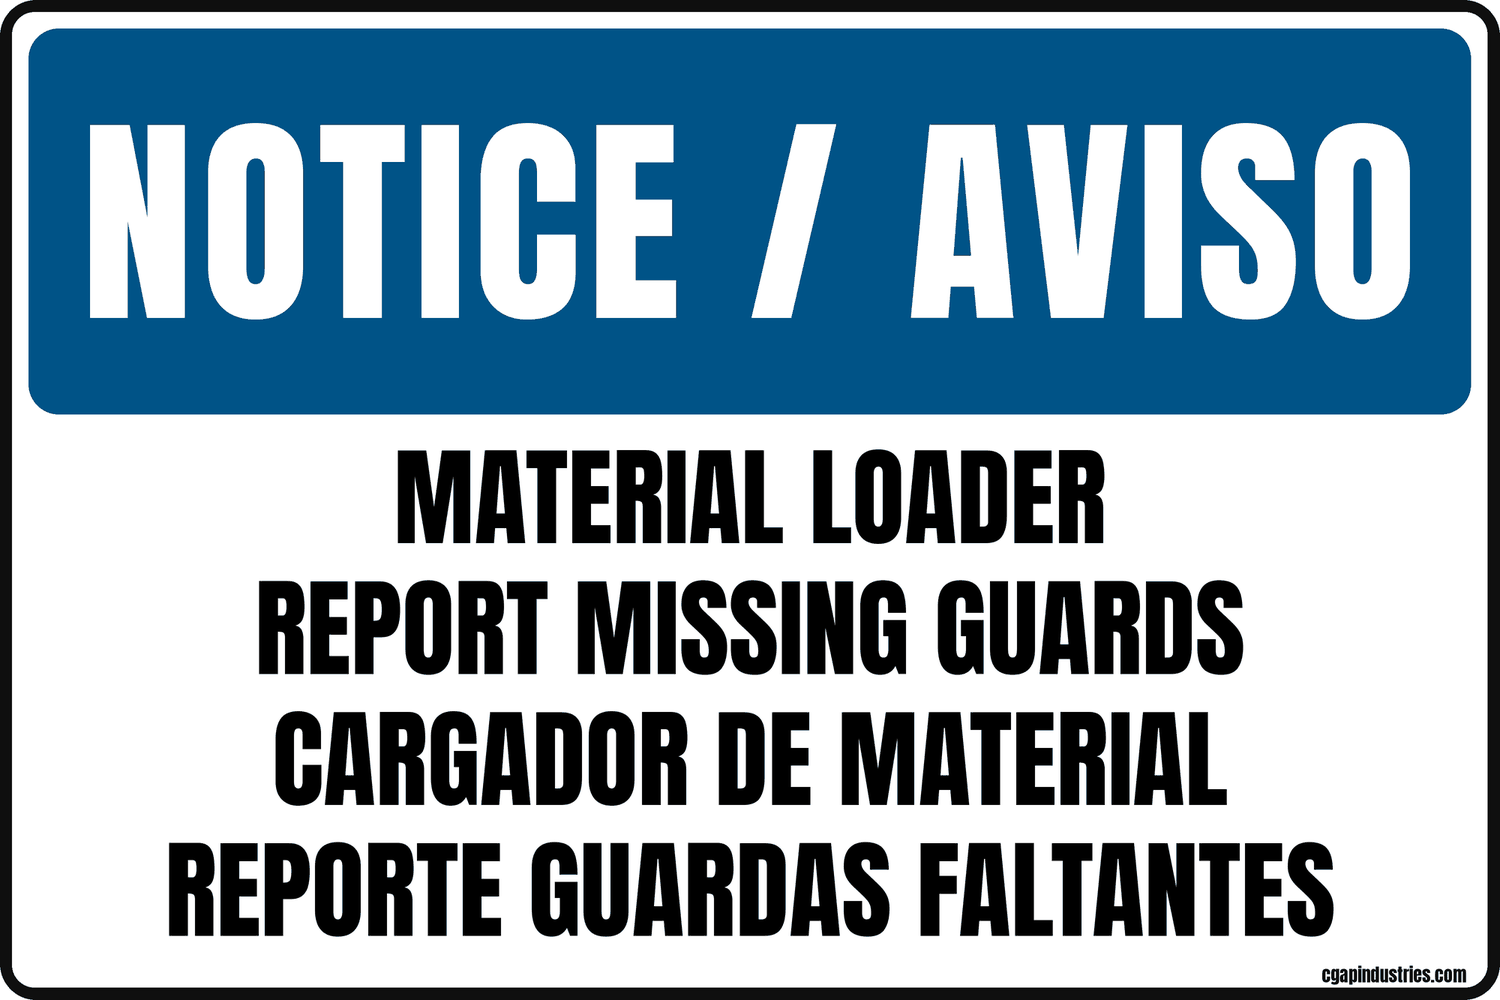 NOTICE / AVISO
MATERIAL LOADER
REPORT MISSING GUARDS
CARGADOR DE MATERIAL
REPORTE GUARDAS FALTANTES
cgapindustries.com